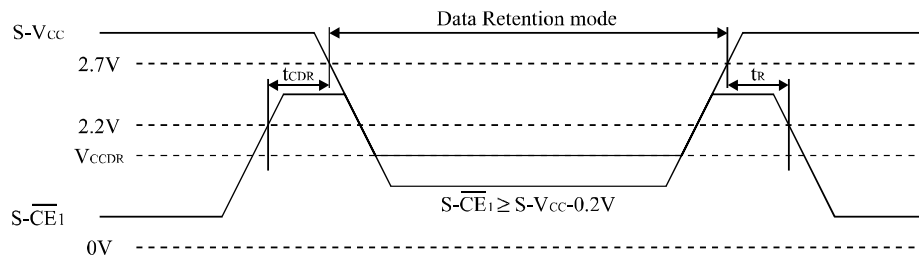 Data Retention mode
S-VCC
2.7V
tCDR
tR
2.2V
VCCDR
S-CE1 ≥ S-VCC-0.2V
S-CE1
0V